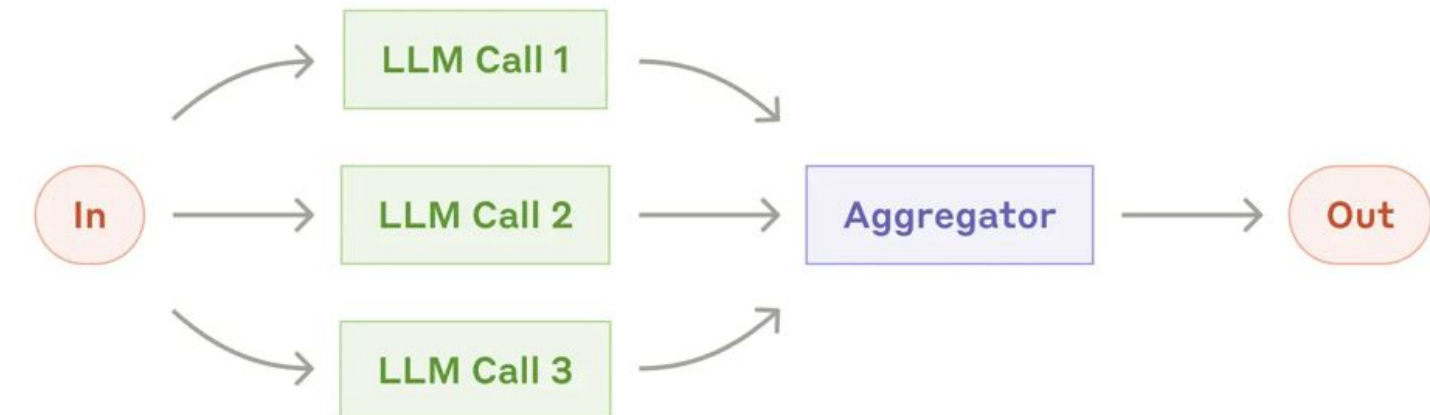 LLM Call 1
In
LLM Call 2
Aggregator
Out
LLM Call 3